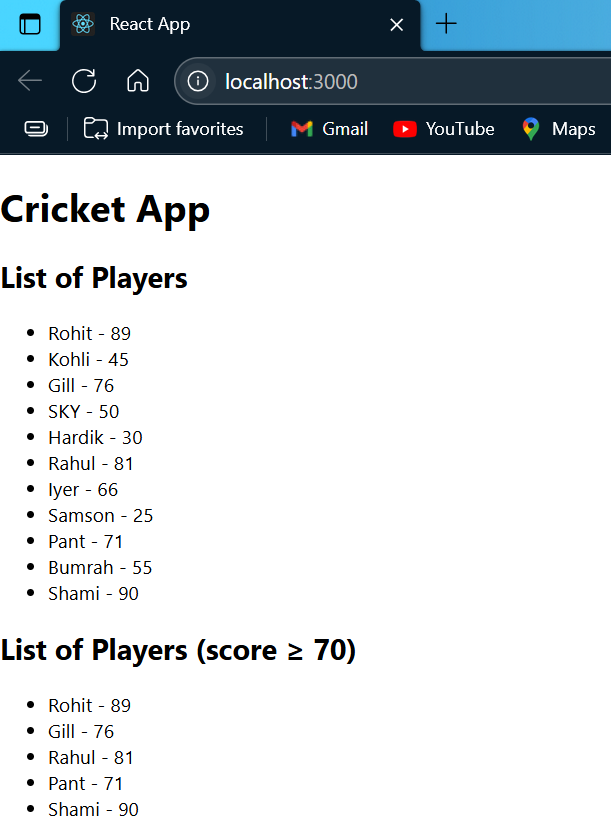 React App
localhost:3000
Import favorites Gmail YouTube Maps
Cricket App
List of Players
Rohit - 89
Kohli - 45
Gill - 76
SKY - 50
Hardik - 30
Rahul - 81
Iyer - 66
Samson - 25
Pant - 71
Bumrah - 55
Shami - 90
List of Players (score ≥ 70)
Rohit - 89
Gill - 76
Rahul - 81
Pant - 71
Shami - 90